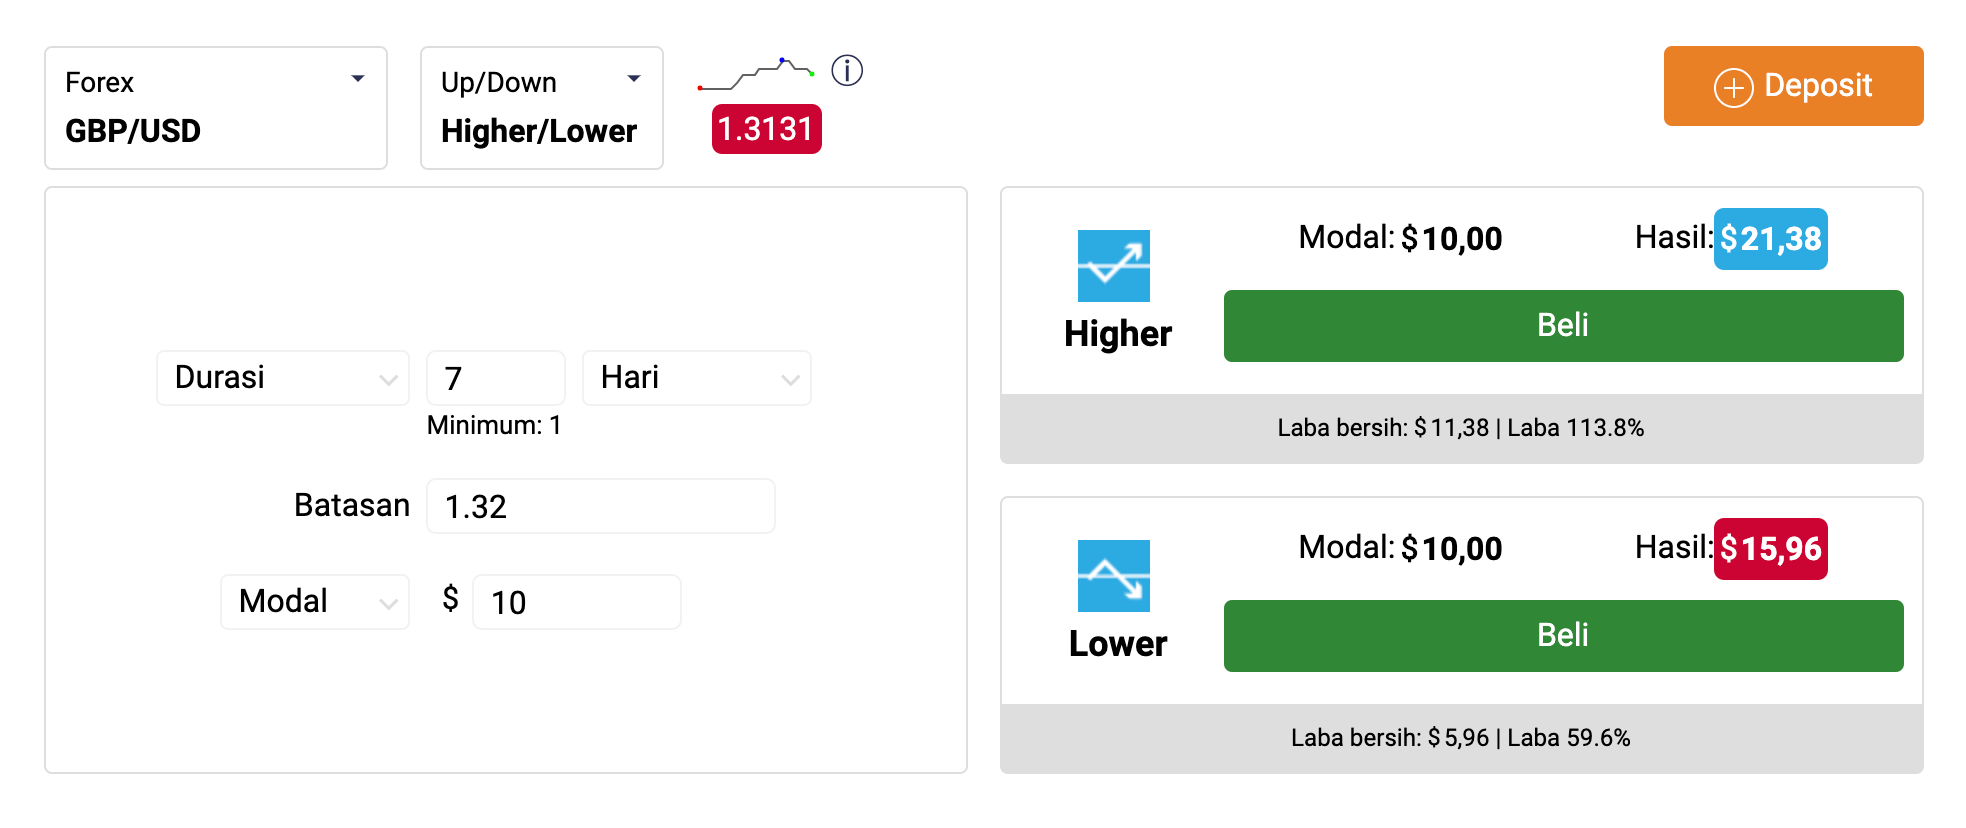 Forex
GBP/USD
Up/Down
Higher/Lower
1.3131
Deposit
Durasi
7
Hari
Minimum: 1
Batasan
1.32
Modal
$
10
Modal: $ 10,00
Hasil: $ 21,38
Higher
Beli
Laba bersih: $ 11,38 | Laba 113.8%
Modal: $ 10,00
Hasil: $ 15,96
Lower
Beli
Laba bersih: $ 5,96 | Laba 59.6%